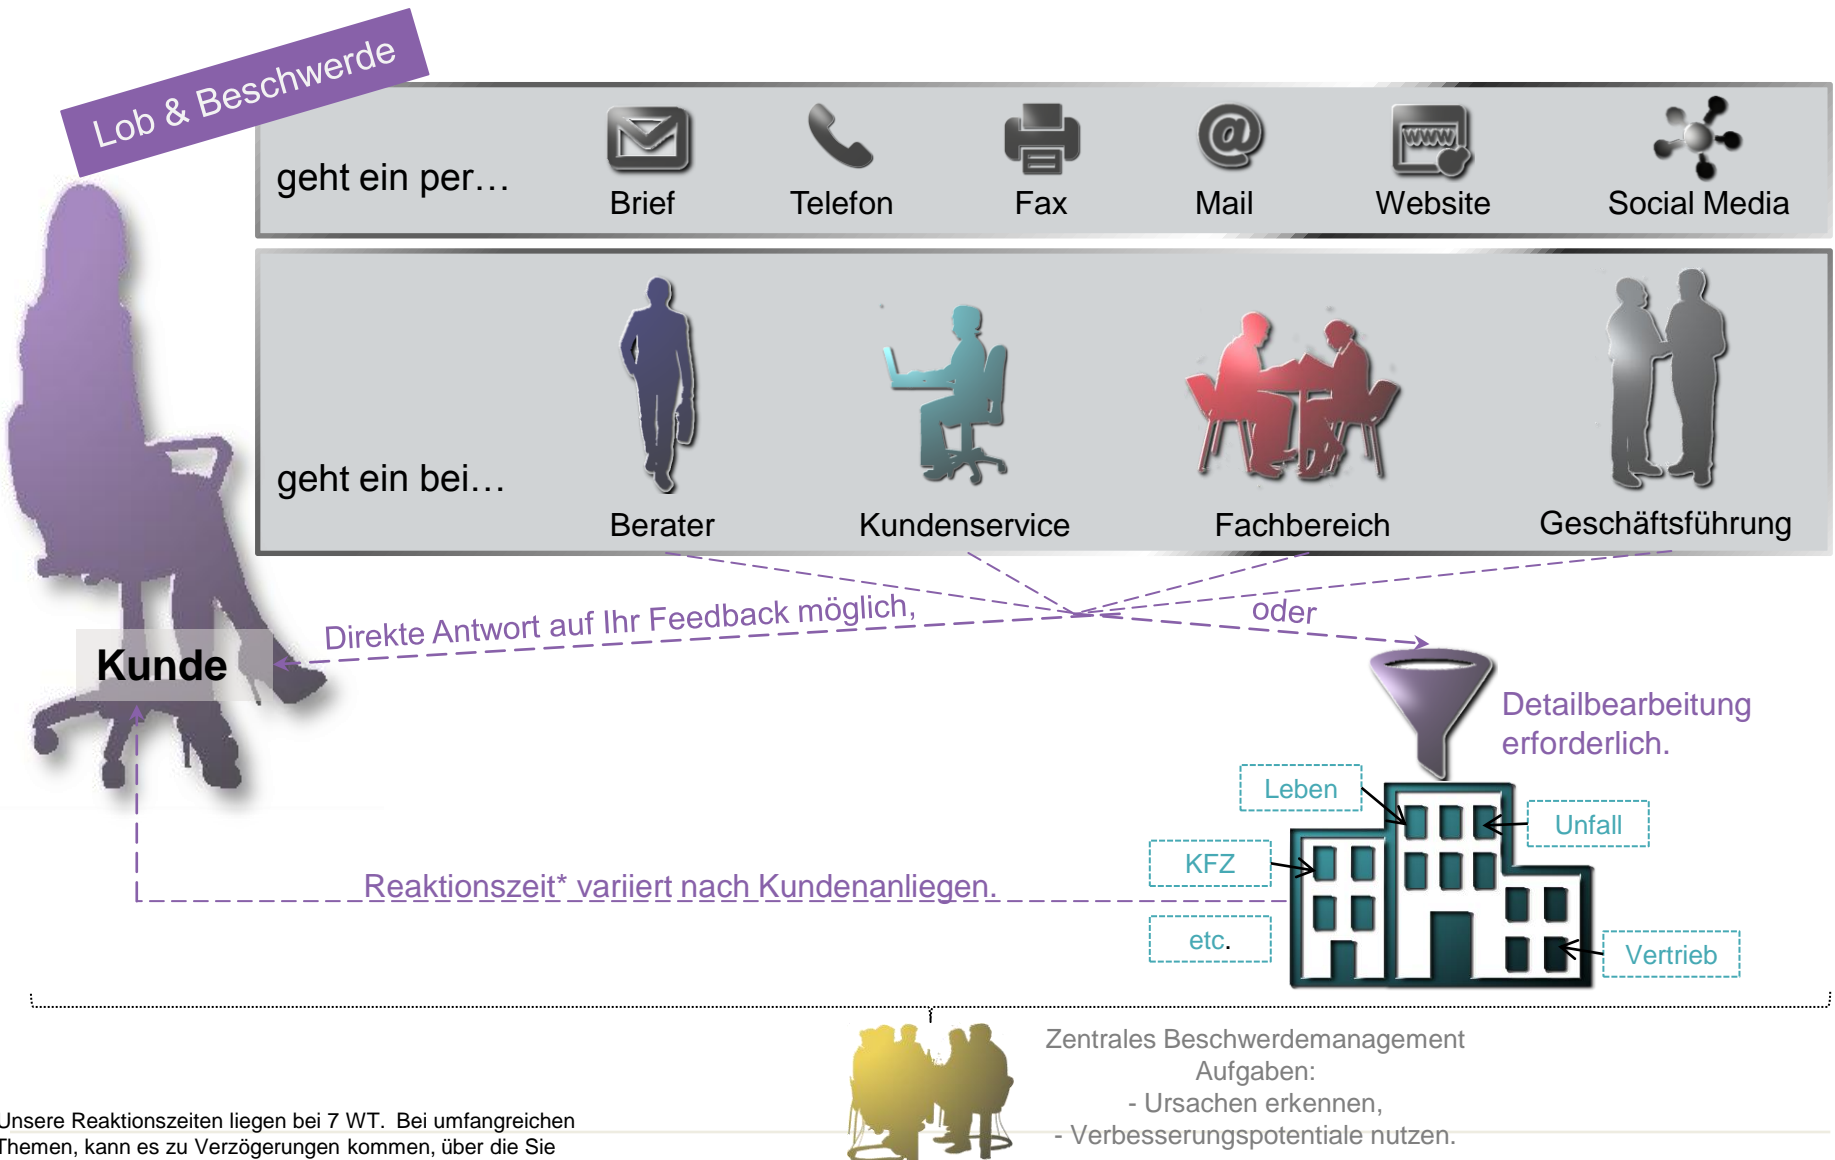 Lob & Beschwerde
geht ein per…
Brief
Telefon
Fax
Mail
www
Website
Social Media
geht ein bei…
Berater
Kundenservice
Fachbereich
Geschäftsführung
Direkte Antwort auf Ihr Feedback möglich,
oder
Kunde
Detailbearbeitung
erforderlich.
Leben
Unfall
KFZ
Reaktionszeit* variiert nach Kundenanliegen.
etc.
Vertrieb
Zentrales Beschwerdemanagement
Aufgaben:
- Ursachen erkennen,
- Verbesserungspotentiale nutzen.
Unsere Reaktionszeiten liegen bei 7 WT. Bei umfangreichen
Themen, kann es zu Verzögerungen kommen, über die Sie